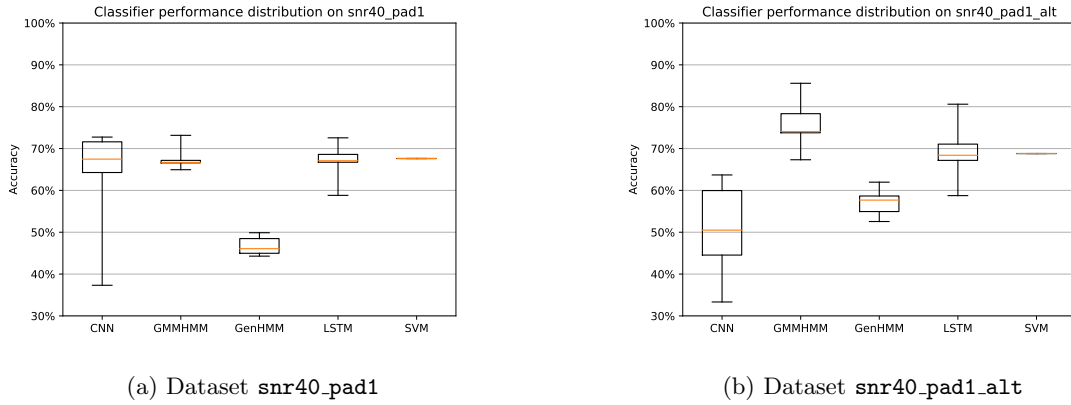 Classifier performance distribution on snr40_pad1
100%
90%
80%
70%
60%
50%
40%
30%
Accuracy
CNN GMMHMM GenHMM LSTM SVM
(a) Dataset snr40_pad1
Classifier performance distribution on snr40_pad1_alt
100%
90%
80%
70%
60%
50%
40%
30%
Accuracy
CNN GMMHMM GenHMM LSTM SVM
(b) Dataset snr40_pad1_alt